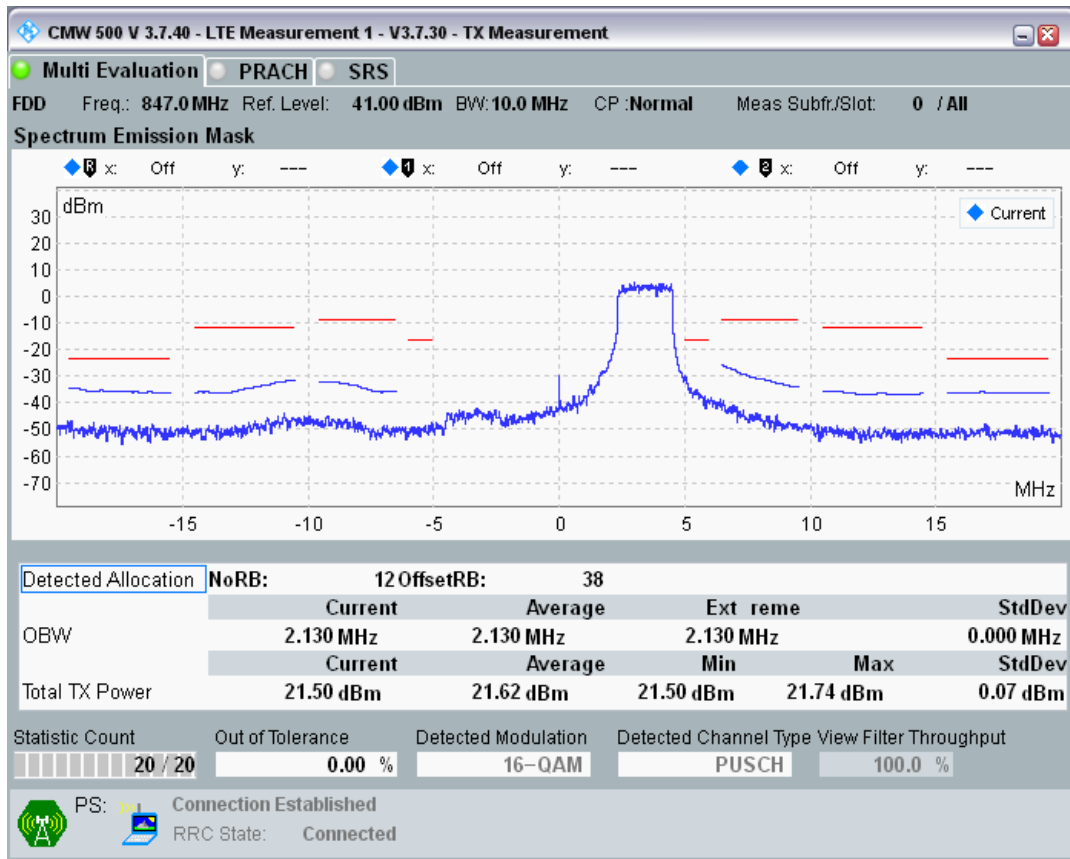 CMW 500 V 3.7.40 - LTE Measurement 1 - V3.7.30 - TX Measurement
Multi Evaluation PRACH SRS
FDD Freq.: 847.0 MHz Ref. Level: 41.00 dBm BW: 10.0 MHz CP :Normal Meas Subfr./Slot: 0 / All
Spectrum Emission Mask
R x: Off y: --- 1 x: Off y: --- 2 x: Off y: ---
dBm
Current
30
20
10
0
-10
-20
-30
-40
-50
-60
-70
MHz
-15 -10 -5 0 5 10 15
Detected Allocation NoRB: 12 OffsetRB: 38
Current Average Ext reme StdDev
OBW 2.130 MHz 2.130 MHz 2.130 MHz 0.000 MHz
Current Average Min Max StdDev
Total TX Power 21.50 dBm 21.62 dBm 21.50 dBm 21.74 dBm 0.07 dBm
Statistic Count Out of Tolerance Detected Modulation Detected Channel Type View Filter Throughput
20 / 20 0.00 % 16-QAM PUSCH 100.0 %
PS: Connection Established
RRC State: Connected